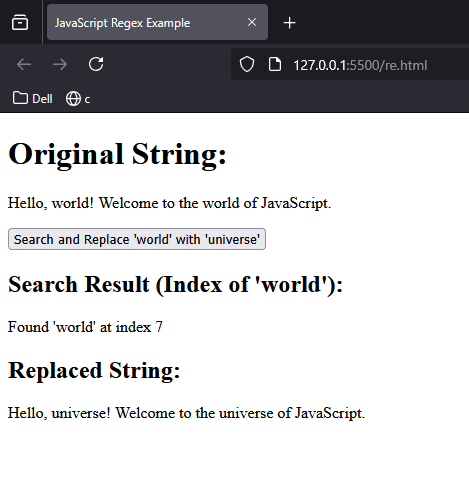 JavaScript Regex Example
127.0.0.1:5500/re.html
Dell
c
Original String:
Hello, world! Welcome to the world of JavaScript.
Search and Replace 'world' with 'universe'
Search Result (Index of 'world'):
Found 'world' at index 7
Replaced String:
Hello, universe! Welcome to the universe of JavaScript.